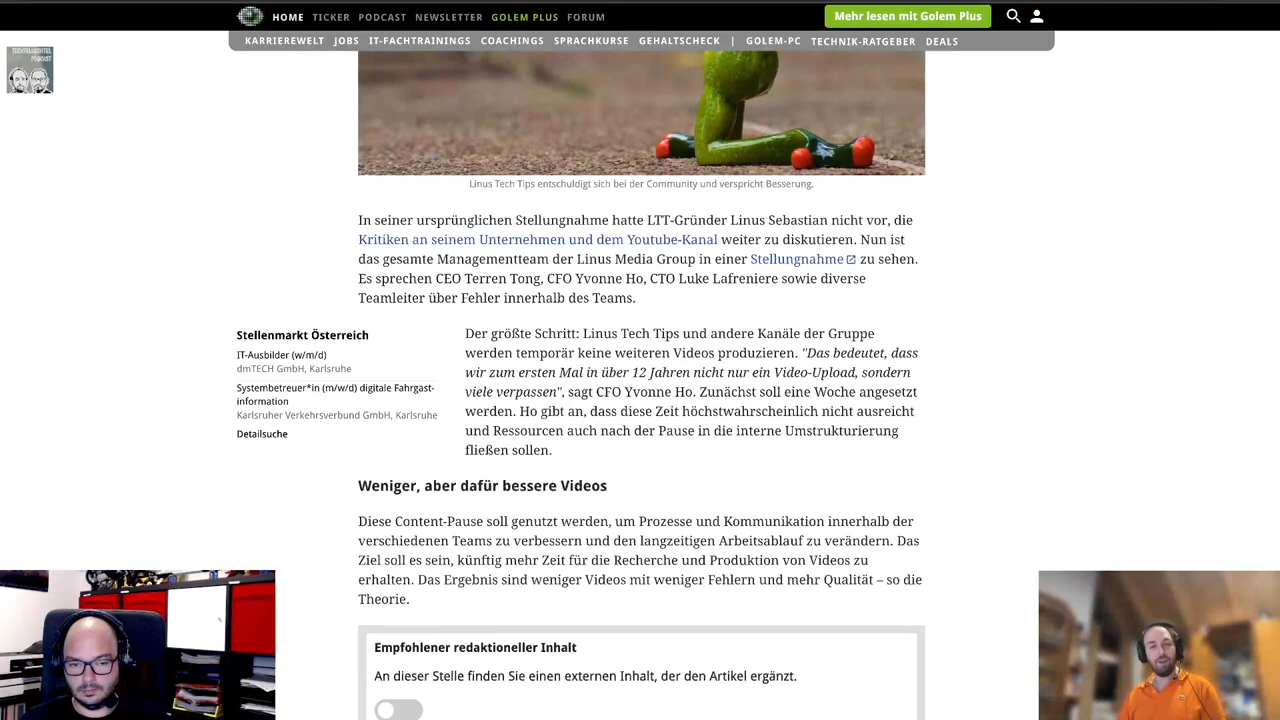 HOME TICKER PODCAST NEWSLETTER GOLEM PLUS FORUM
Mehr lesen mit Golem Plus
KARRIEREWELT JOBS IT-FACHTRAININGS COACHINGS SPRACHKURSE GEHALTSCHECK | GOLEM-PC TECHNIK-RATGEBER DEALS
PODCAST
Linus Tech Tips entschuldigt sich bei der Community und verspricht Besserung.
In seiner ursprünglichen Stellungnahme hatte LTT-Gründer Linus Sebastian nicht vor, die
Kritiken an seinem Unternehmen und dem Youtube-Kanal weiter zu diskutieren. Nun ist
das gesamte Managementteam der Linus Media Group in einer Stellungnahme zu sehen.
Es sprechen CEO Terren Tong, CFO Yvonne Ho, CTO Luke Lafreniere sowie diverse
Teamleiter über Fehler innerhalb des Teams.
Stellenmarkt Österreich
IT-Ausbilder (w/m/d)
dmTECH GmbH, Karlsruhe
Systembetreuer*in (m/w/d) digitale Fahrgast-
information
Karlsruher Verkehrsverbund GmbH, Karlsruhe
Detailsuche
Der größte Schritt: Linus Tech Tips und andere Kanäle der Gruppe
werden temporär keine weiteren Videos produzieren. "Das bedeutet, dass
wir zum ersten Mal in über 12 Jahren nicht nur ein Video-Upload, sondern
viele verpassen", sagt CFO Yvonne Ho. Zunächst soll eine Woche angesetzt
werden. Ho gibt an, dass diese Zeit höchstwahrscheinlich nicht ausreicht
und Ressourcen auch nach der Pause in die interne Umstrukturierung
fließen sollen.
Weniger, aber dafür bessere Videos
Diese Content-Pause soll genutzt werden, um Prozesse und Kommunikation innerhalb der
verschiedenen Teams zu verbessern und den langzeitigen Arbeitsablauf zu verändern. Das
Ziel soll es sein, künftig mehr Zeit für die Recherche und Produktion von Videos zu
erhalten. Das Ergebnis sind weniger Videos mit weniger Fehlern und mehr Qualität – so die
Theorie.
Empfohlener redaktioneller Inhalt
An dieser Stelle finden Sie einen externen Inhalt, der den Artikel ergänzt.